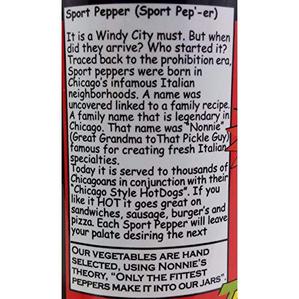 Sport Pepper (Sport Pep'-er)
It is a Windy City must. But when
did they arrive? Who started it?
Traced back to the prohibition era,
Sport peppers were born in
Chicago's infamous Italian
neighborhoods. A name was
uncovered linked to a family recipe.
A family name that is legendary in
Chicago. That name was "Nonnie"
(Great Grandma to That Pickle Guy)
famous for creating fresh Italian
specialties.
Today it is served to thousands of
Chicagoans in conjunction with their
"Chicago Style HotDogs". If you
like it HOT it goes great on
sandwiches, sausage, burger's and
pizza. Each Sport Pepper will leave
your palate desiring the next
OUR VEGETABLES ARE HAND
SELECTED, USING NONNIE'S
THEORY, "ONLY THE FITTEST
PEPPERS MAKE IT INTO OUR JARS".